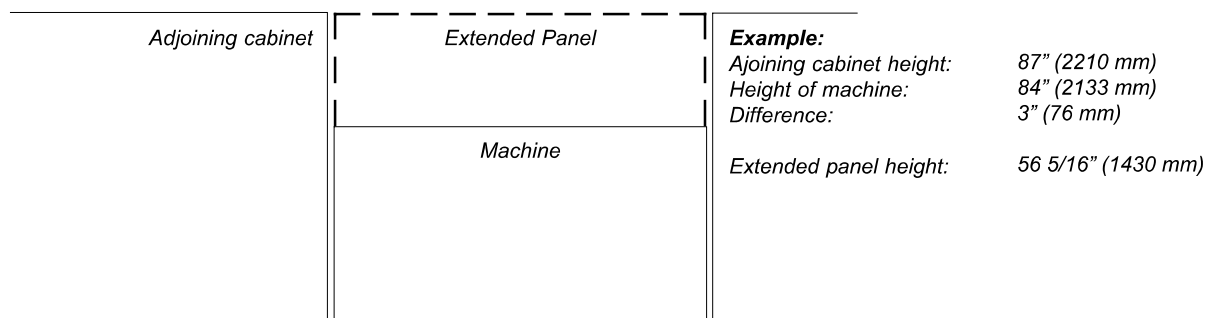 Adjoining cabinet
Extended Panel
Machine
Example:
Ajoining cabinet height: 87” (2210 mm)
Height of machine: 84” (2133 mm)
Difference: 3” (76 mm)
Extended panel height: 56 5/16” (1430 mm)